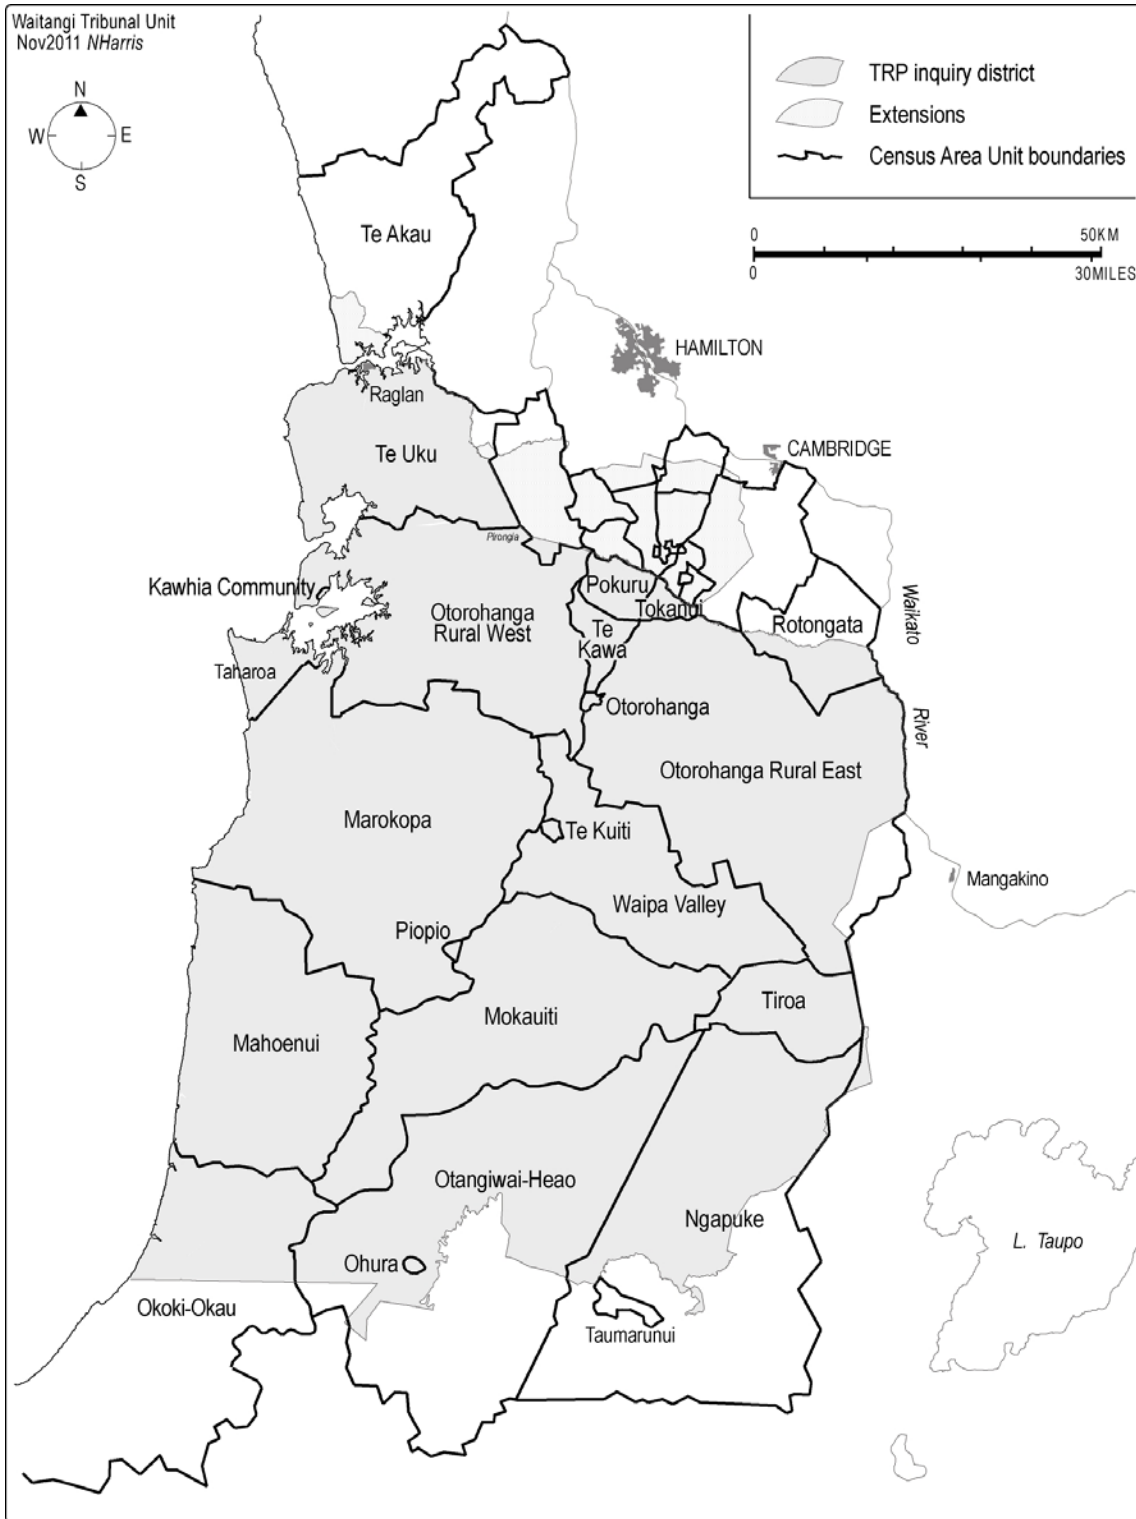 Waitangi Tribunal Unit
Nov2011 NHarris
N
W E
S
TRP inquiry district
Extensions
Census Area Unit boundaries
0 50KM
0 30MILES
Te Akau
HAMILTON
Raglan
CAMBRIDGE
Te Uku
Pirongia
Kawhia Community
Pokuru
Tokanui
Otorohanga
Rural West
Te
Kawa
Rotongata
Waikato
River
Taharoa
Otorohanga
Otorohanga Rural East
Marokopa
Te Kuiti
Mangakino
Waipa Valley
Piopio
Tiroa
Mokauiti
Mahoenui
Otangiwai-Heao
Ngapuke
L. Taupo
Ohura
Okoki-Okau
Taumarunui